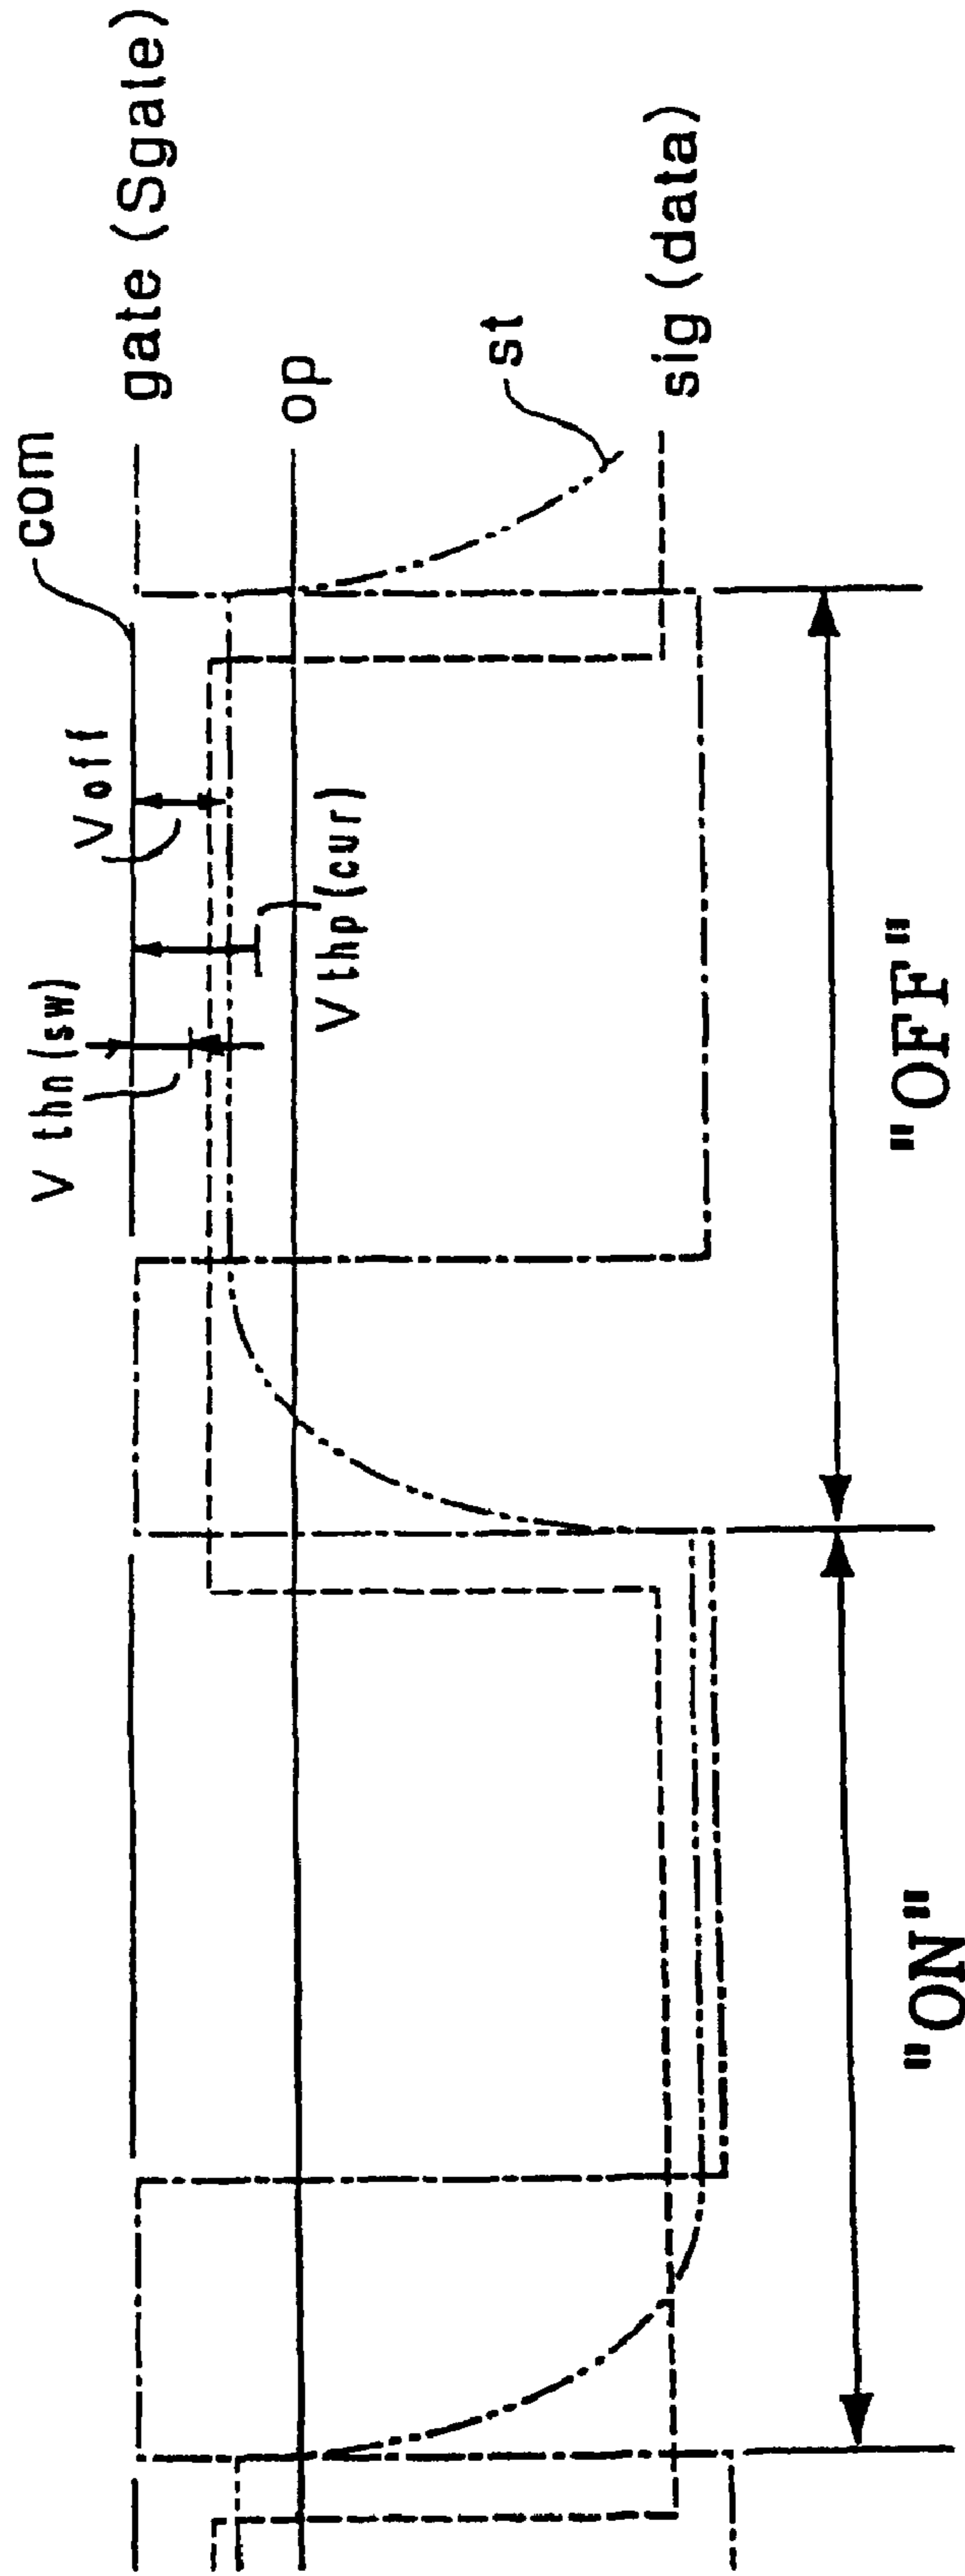 gate (Sgate)
com
op
st
sig (data)
Voff
Vthp (cur)
Vthn (sw)
"OFF"
"ON"